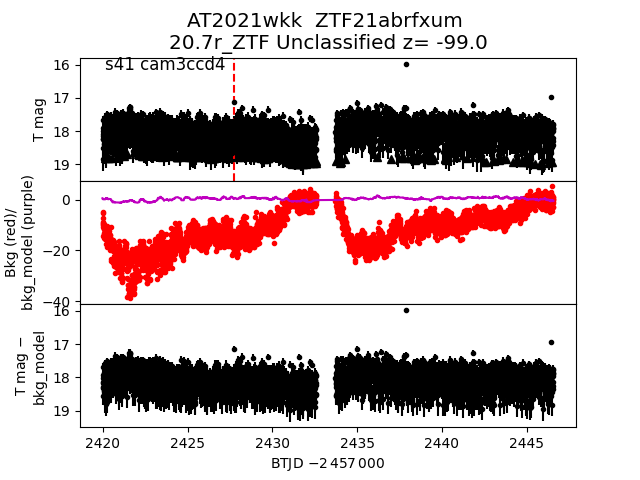 AT2021wkk  ZTF21abrfxum
20.7r_ZTF Unclassified z= -99.0
s41 cam3ccd4
16
17
18
19
T mag
0
−20
−40
Bkg (red)/
bkg_model (purple)
16
17
18
19
T mag −
bkg_model
2420
2425
2430
2435
2440
2445
BTJD −2 457 000